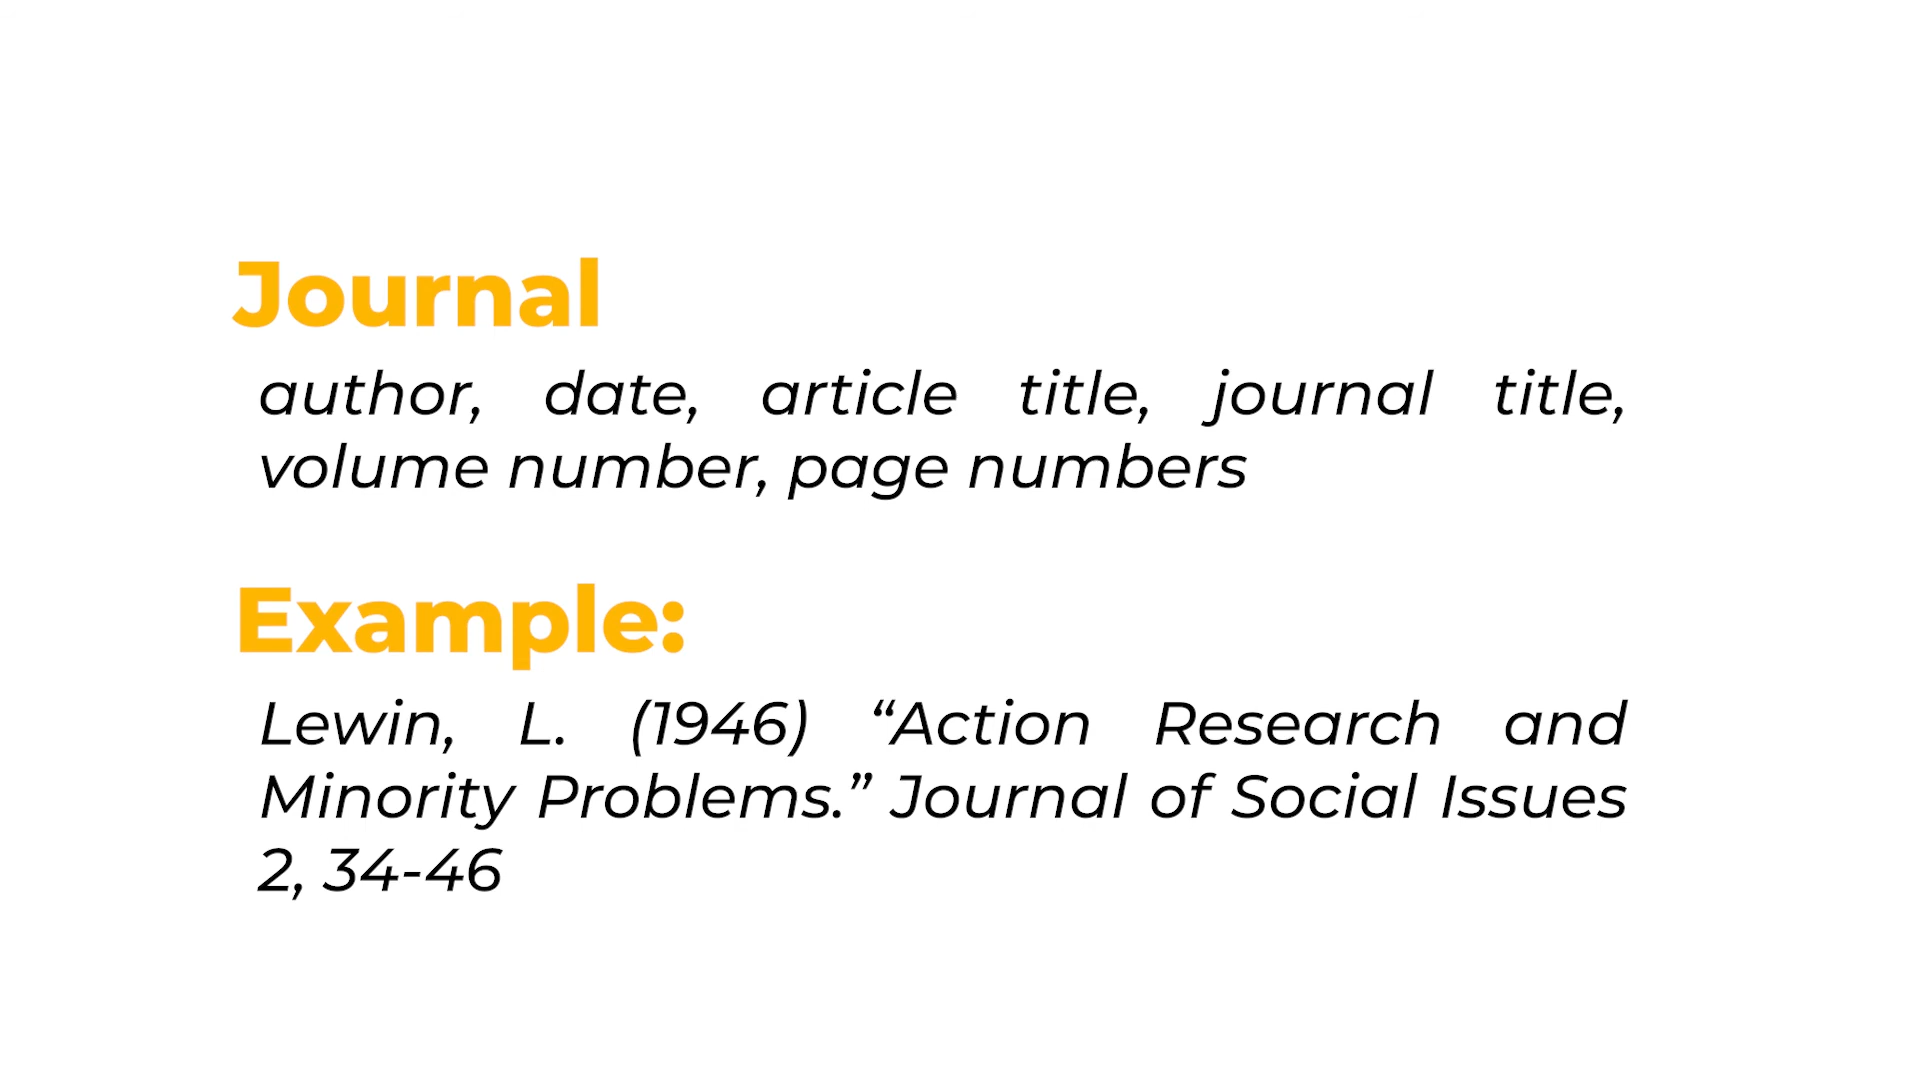 Journal
author, date, article title, journal title,
volume number, page numbers
Example:
Lewin, L. (1946) “Action Research and
Minority Problems.” Journal of Social Issues
2, 34-46